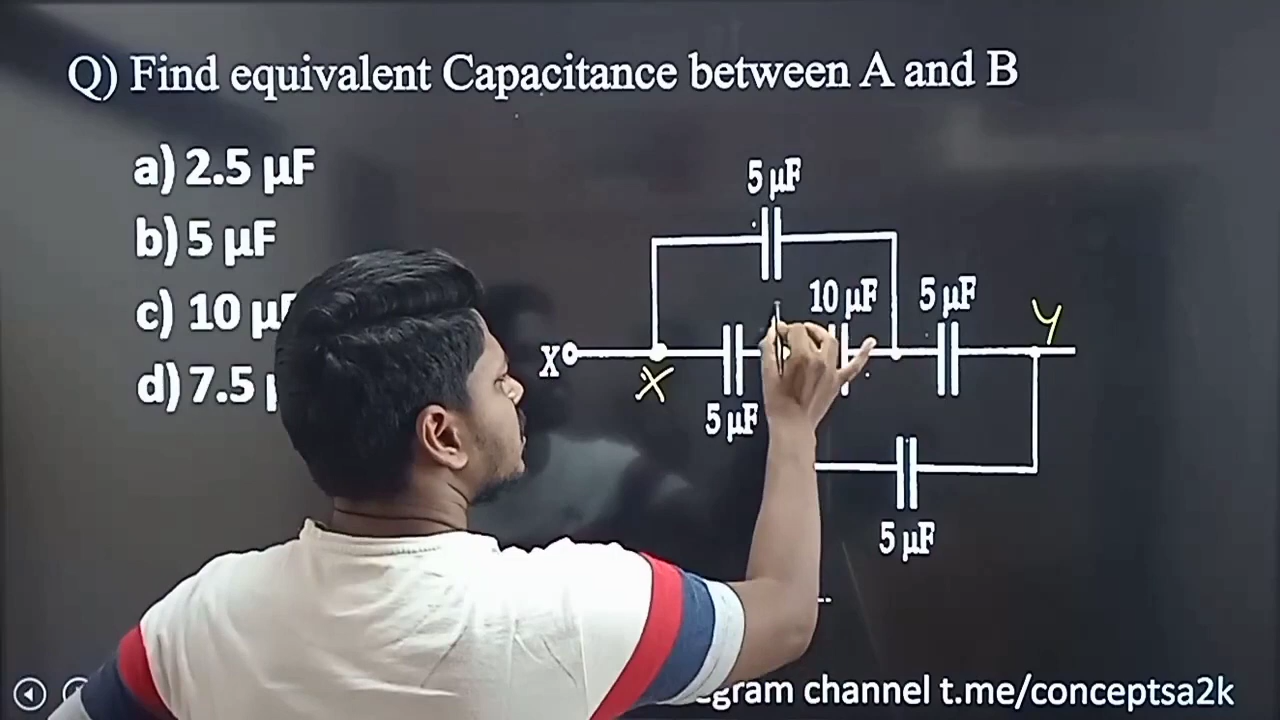 Q) Find equivalent Capacitance between A and B
a) 2.5 µF
b) 5 µF
c) 10
d) 7.5
5 µF
10 µF 5 µF
Y
X
X
5 µF
5 µF
channel t.me/conceptsa2k